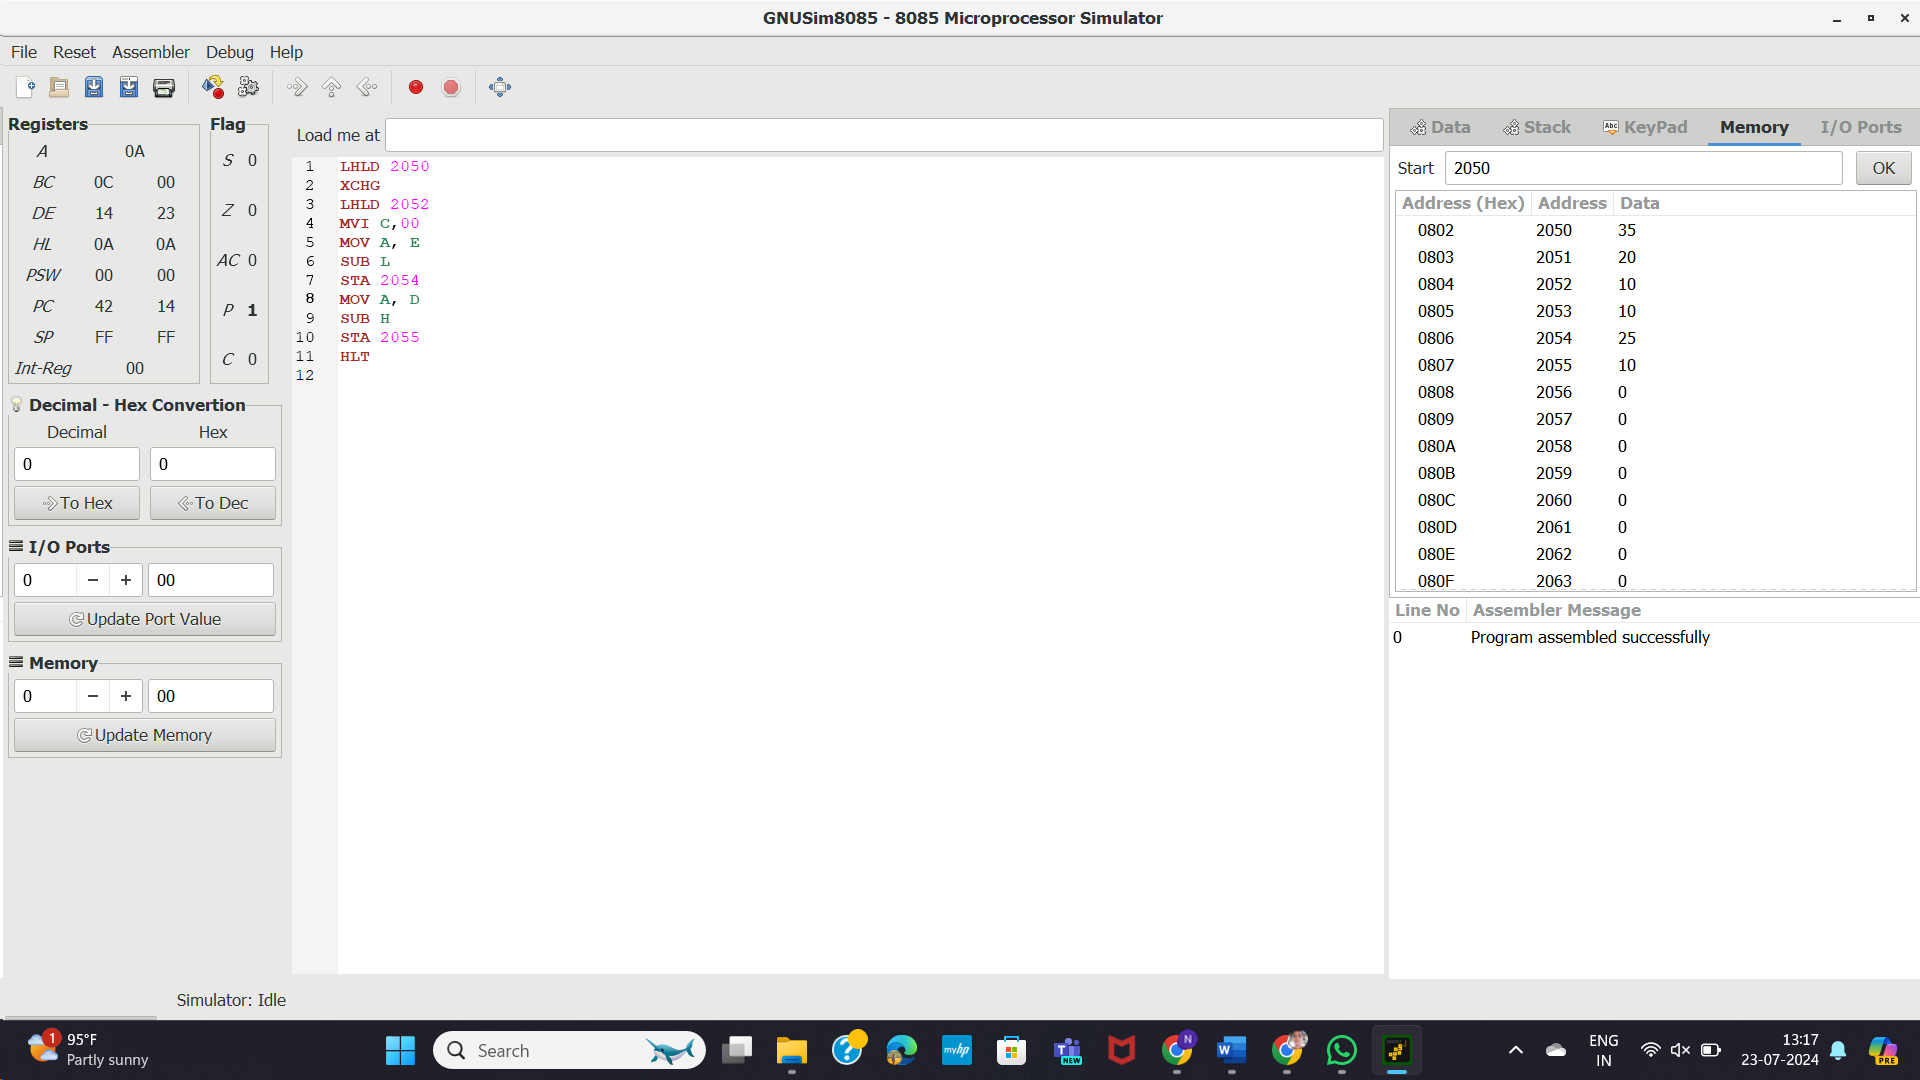 GNUSim8085 - 8085 Microprocessor Simulator
File Reset Assembler Debug Help
Registers
A 0A
BC 0C 00
DE 14 23
HL 0A 0A
PSW 00 00
PC 42 14
SP FF FF
Int-Reg 00
Flag
S 0
Z 0
AC 0
P 1
C 0
Decimal - Hex Convertion
Decimal Hex
0 0
To Hex To Dec
I/O Ports
0 − + 00
Update Port Value
Memory
0 − + 00
Update Memory
Load me at
1 LHLD 2050
2 XCHG
3 LHLD 2052
4 MVI C,00
5 MOV A, E
6 SUB L
7 STA 2054
8 MOV A, D
9 SUB H
10 STA 2055
11 HLT
12
Data Stack Abc KeyPad Memory I/O Ports
Start 2050 OK
Address (Hex) Address Data
0802 2050 35
0803 2051 20
0804 2052 10
0805 2053 10
0806 2054 25
0807 2055 10
0808 2056 0
0809 2057 0
080A 2058 0
080B 2059 0
080C 2060 0
080D 2061 0
080E 2062 0
080F 2063 0
Line No Assembler Message
0 Program assembled successfully
Simulator: Idle
1 95°F
Partly sunny
Search
myhp
NEW
N
ENG
IN
13:17
23-07-2024
PRE